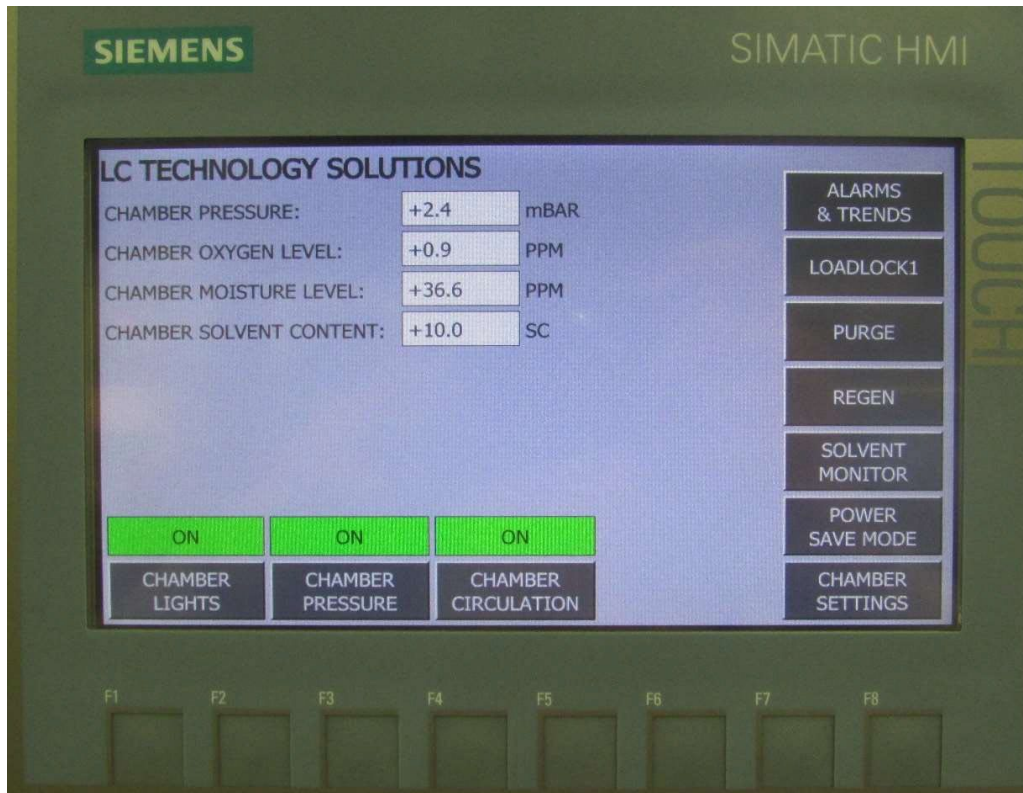 SIEMENS
SIMATIC HMI
TOUCH
LC TECHNOLOGY SOLUTIONS
CHAMBER PRESSURE: +2.4 mBAR
CHAMBER OXYGEN LEVEL: +0.9 PPM
CHAMBER MOISTURE LEVEL: +36.6 PPM
CHAMBER SOLVENT CONTENT: +10.0 SC
ALARMS
& TRENDS
LOADLOCK1
PURGE
REGEN
SOLVENT
MONITOR
POWER
SAVE MODE
CHAMBER
SETTINGS
ON ON ON
CHAMBER
LIGHTS
CHAMBER
PRESSURE
CHAMBER
CIRCULATION
F1 F2 F3 F4 F5 F6 F7 F8